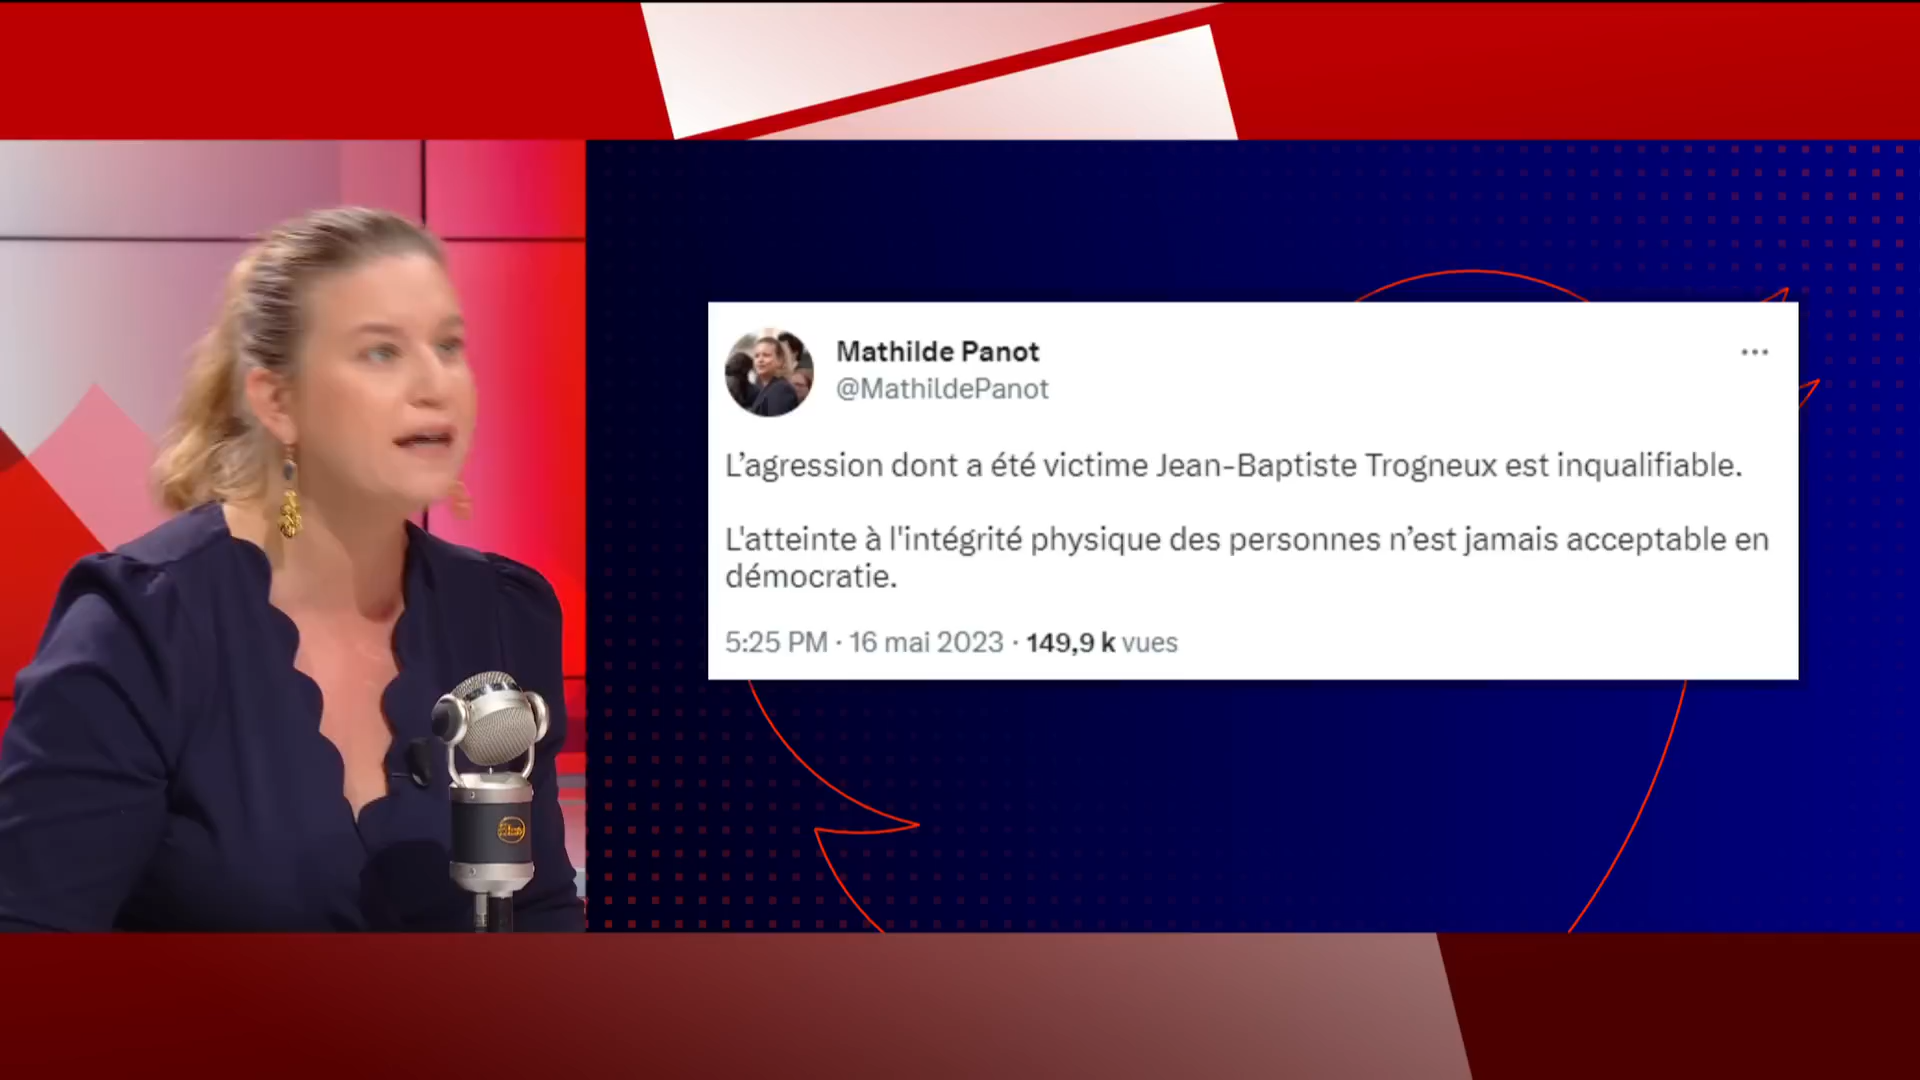 Mathilde Panot
@MathildePanot
L’agression dont a été victime Jean-Baptiste Trogneux est inqualifiable.
L'atteinte à l'intégrité physique des personnes n’est jamais acceptable en
démocratie.
5:25 PM · 16 mai 2023 · 149,9 k vues
Blue